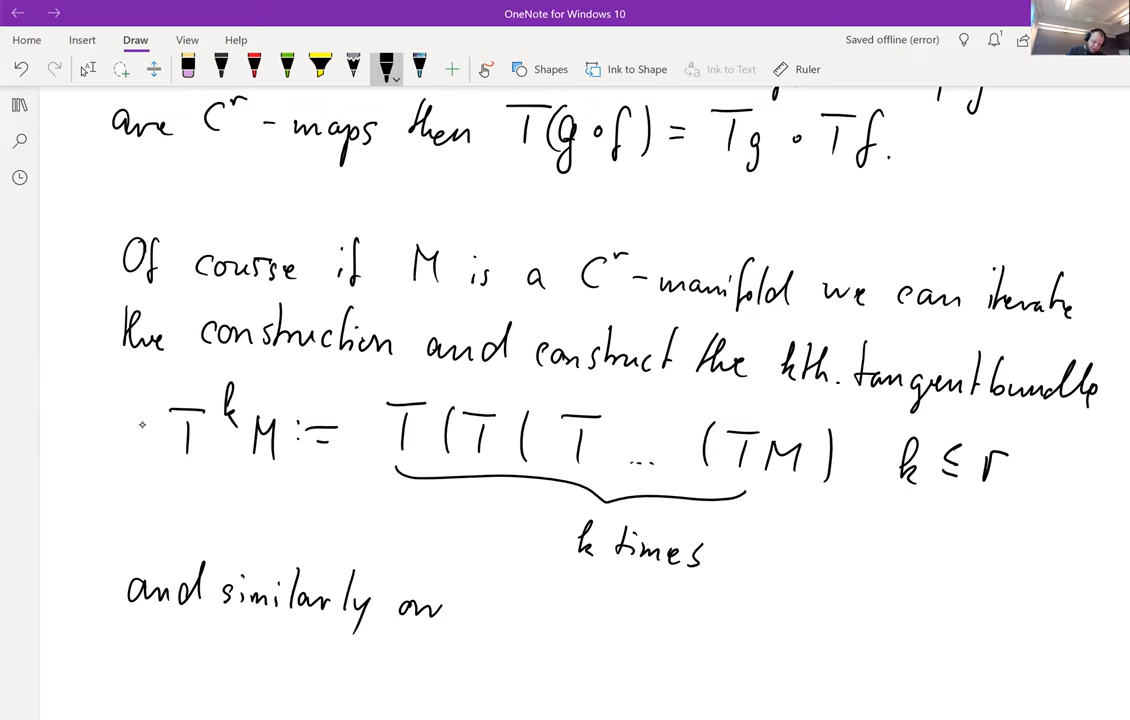 OneNote for Windows 10
Home Insert Draw View Help Saved offline (error)
Shapes Ink to Shape Ink to Text Ruler
are C^r - maps then T(g ∘ f) = Tg ∘ Tf.
Of course if M is a C^r - manifold we can iterate
the construction and construct the kth. tangentbundle
T^k M := T(T(T ... (TM) k ≤ r
k times
and similarly on